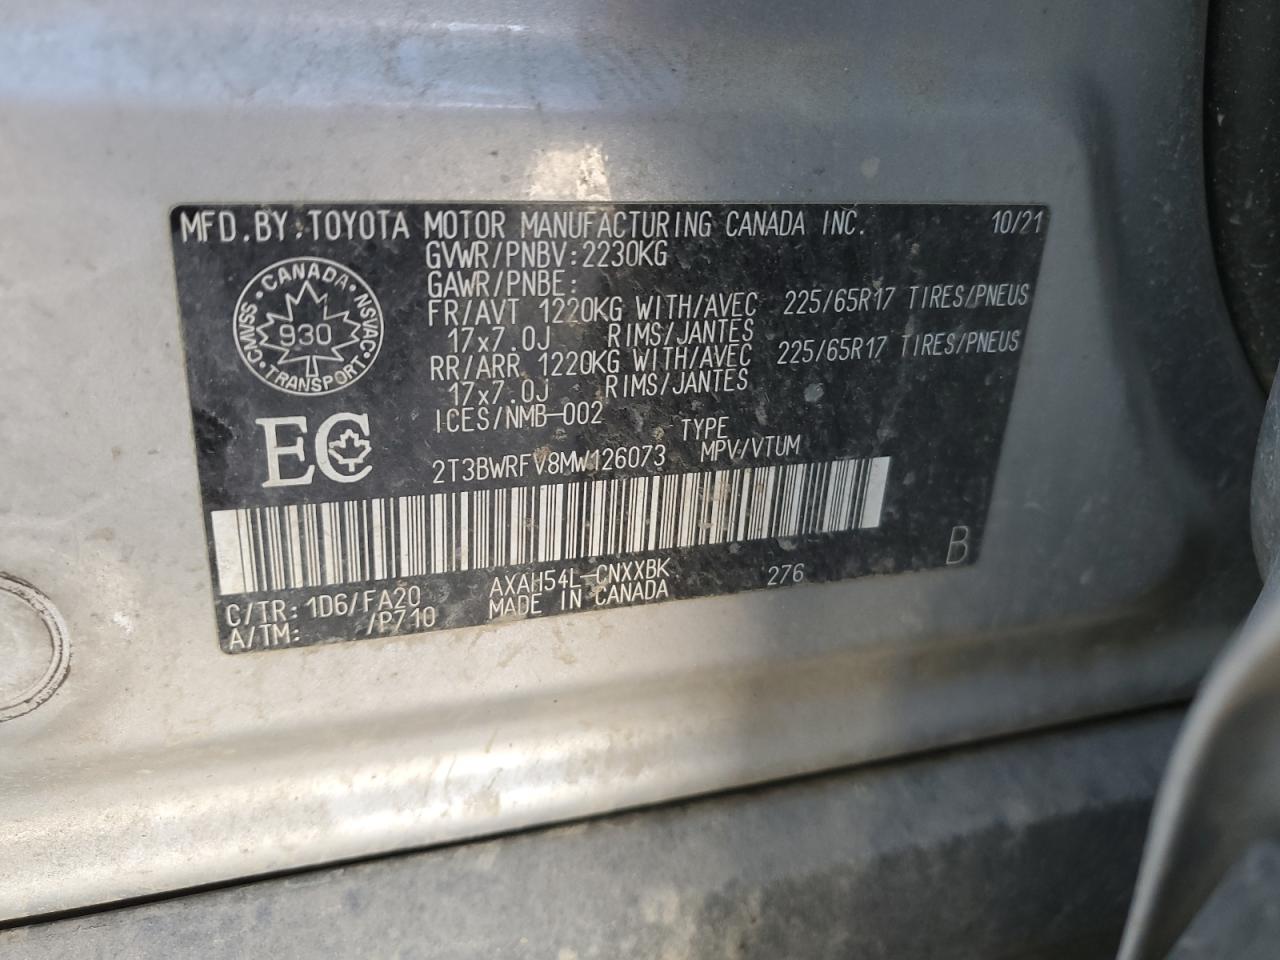 MFD.BY:TOYOTA MOTOR MANUFACTURING CANADA INC. 10/21
GVWR/PNBV:2230KG
GAWR/PNBE:
FR/AVT 1220KG WITH/AVEC 225/65R17 TIRES/PNEUS
17x7.0J RIMS/JANTES
RR/ARR 1220KG WITH/AVEC 225/65R17 TIRES/PNEUS
17x7.0J RIMS/JANTES
ICES/NMB-002
TYPE
2T3BWRFV8MW126073 MPV/VTUM
CANADA
CMVSS 930 NSVAC
TRANSPORT
EC
C/TR: 1D6/FA20 AXAH54L-CNXXBK 276 B
A/TM: /P710 MADE IN CANADA